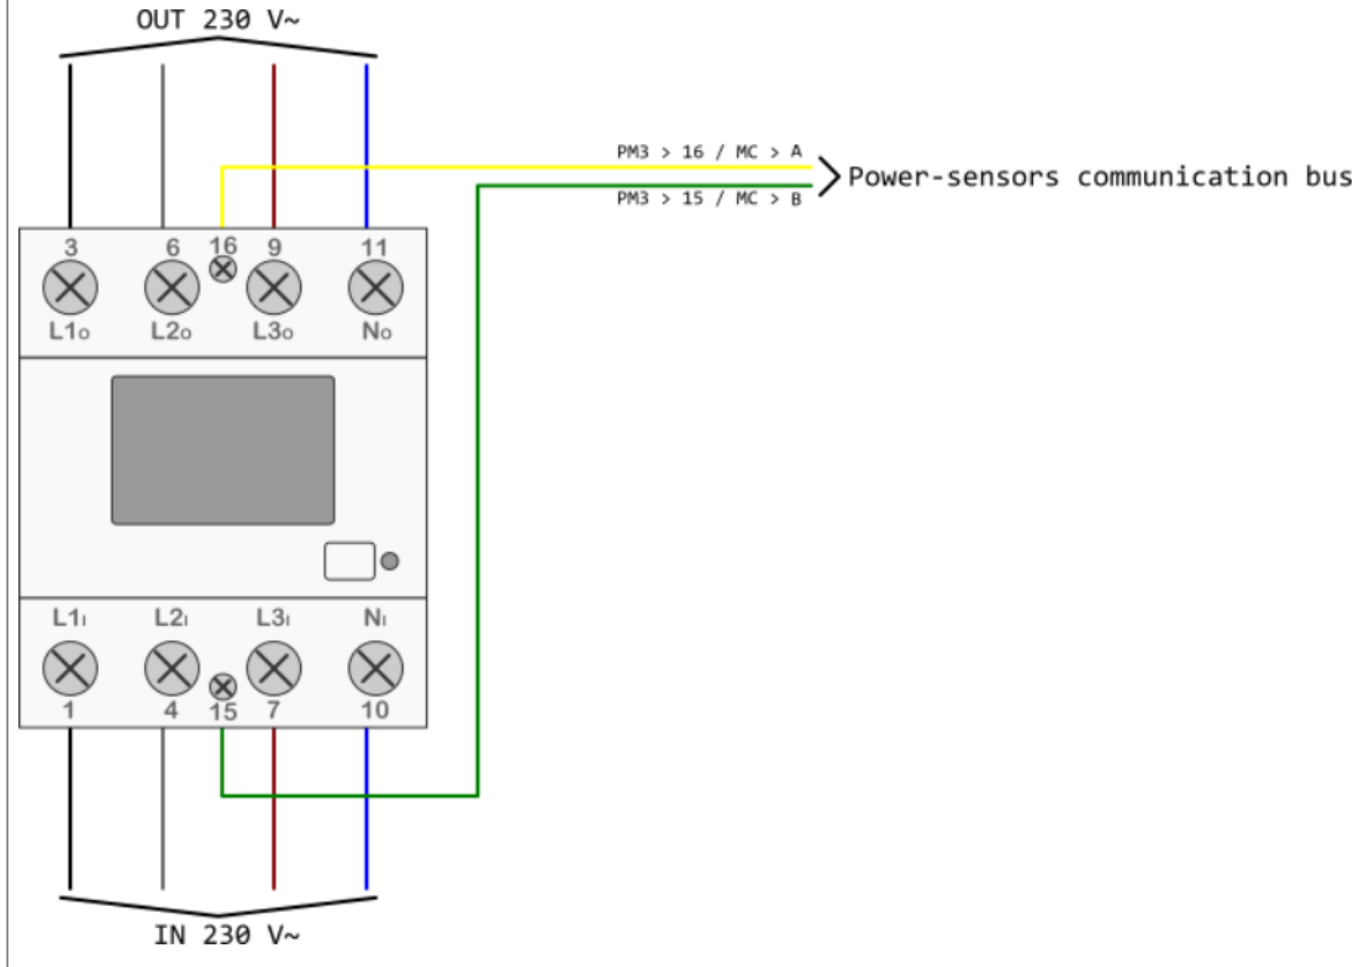 OUT 230 V~
PM3 > 16 / MC > A
Power-sensors communication bus
PM3 > 15 / MC > B
3 6 16 9 11
L1o L2o L3o No
L1I L2I L3I NI
1 4 15 7 10
IN 230 V~